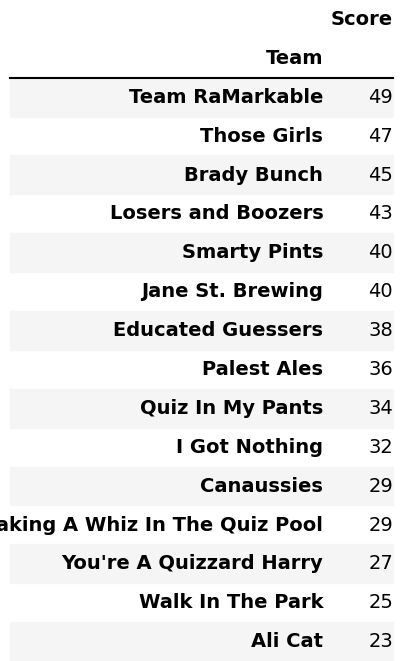 Score
Team
Team RaMarkable 49
Those Girls 47
Brady Bunch 45
Losers and Boozers 43
Smarty Pints 40
Jane St. Brewing 40
Educated Guessers 38
Palest Ales 36
Quiz In My Pants 34
I Got Nothing 32
Canaussies 29
aking A Whiz In The Quiz Pool 29
You're A Quizzard Harry 27
Walk In The Park 25
Ali Cat 23